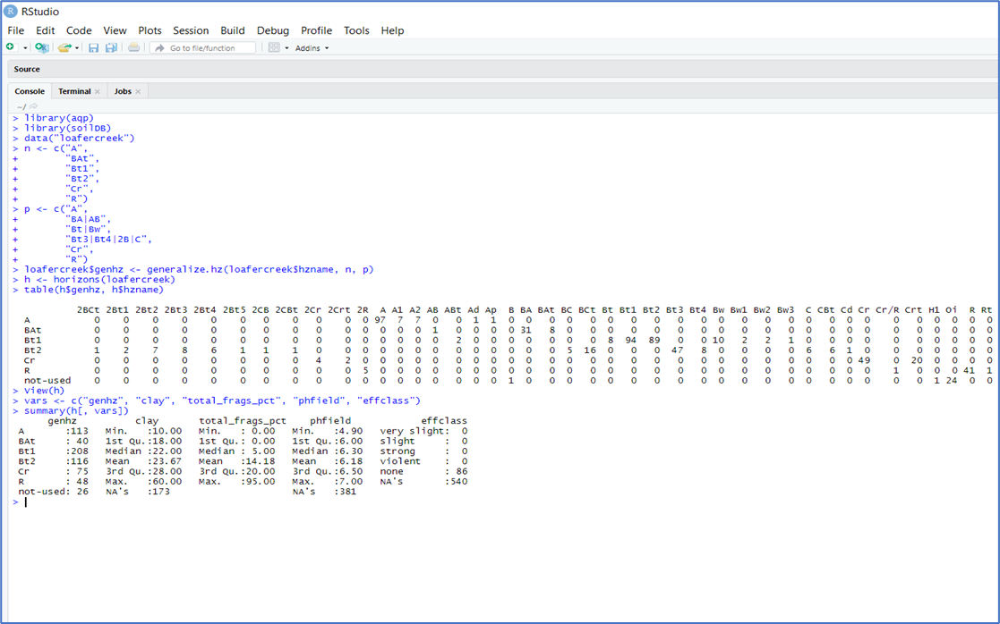 RStudio
File Edit Code View Plots Session Build Debug Profile Tools Help
Go to file/function Addins
Source
Console Terminal Jobs
~/
> library(aqp)
> library(soilDB)
> data("loafercreek")
> n <- c("A",
+ "BAt",
+ "Bt1",
+ "Bt2",
+ "Cr",
+ "R")
> p <- c("A",
+ "BA|AB",
+ "Bt|Bw",
+ "Bt3|Bt4|2B|C",
+ "Cr",
+ "R")
> loafercreek$genhz <- generalize.hz(loafercreek$hzname, n, p)
> h <- horizons(loafercreek)
> table(h$genhz, h$hzname)
2BCt 2Bt1 2Bt2 2Bt3 2Bt4 2Bt5 2CB 2CBt 2Cr 2Crt 2R A A1 A2 AB ABt Ad Ap B BA BAt BC BCt Bt Bt1 Bt2 Bt3 Bt4 Bw Bw1 Bw2 Bw3 C CBt Cd Cr Cr/R Crt H1 Oi R Rt
A 0 0 0 0 0 0 0 0 0 0 0 97 7 7 0 0 1 1 0 0 0 0 0 0 0 0 0 0 0 0 0 0 0 0 0 0 0 0 0 0 0 0
BAt 0 0 0 0 0 0 0 0 0 0 0 0 0 0 1 0 0 0 0 31 8 0 0 0 0 0 0 0 0 0 0 0 0 0 0 0 0 0 0 0 0 0
Bt1 0 0 0 0 0 0 0 0 0 0 0 0 0 0 0 2 0 0 0 0 0 0 0 8 94 89 0 0 10 2 2 1 0 0 0 0 0 0 0 0 0 0
Bt2 1 2 7 8 6 1 1 1 0 0 0 0 0 0 0 0 0 0 0 0 0 5 16 0 0 0 47 8 0 0 0 0 6 6 1 0 0 0 0 0 0 0
Cr 0 0 0 0 0 0 0 0 4 2 0 0 0 0 0 0 0 0 0 0 0 0 0 0 0 0 0 0 0 0 0 0 0 0 0 49 0 20 0 0 0 0
R 0 0 0 0 0 0 0 0 0 0 5 0 0 0 0 0 0 0 0 0 0 0 0 0 0 0 0 0 0 0 0 0 0 0 0 0 1 0 0 0 41 1
not-used 0 0 0 0 0 0 0 0 0 0 0 0 0 0 0 0 0 0 1 0 0 0 0 0 0 0 0 0 0 0 0 0 0 0 0 0 0 0 1 24 0 0
> view(h)
> vars <- c("genhz", "clay", "total_frags_pct", "phfield", "effclass")
> summary(h[, vars])
genhz clay total_frags_pct phfield effclass
A :113 Min. :10.00 Min. : 0.00 Min. :4.90 very slight: 0
BAt : 40 1st Qu.:18.00 1st Qu.: 0.00 1st Qu.:6.00 slight : 0
Bt1 :208 Median :22.00 Median : 5.00 Median :6.30 strong : 0
Bt2 :116 Mean :23.67 Mean :14.18 Mean :6.18 violent : 0
Cr : 75 3rd Qu.:28.00 3rd Qu.:20.00 3rd Qu.:6.50 none : 86
R : 48 Max. :60.00 Max. :95.00 Max. :7.00 NA's :540
not-used: 26 NA's :173 NA's :381
>